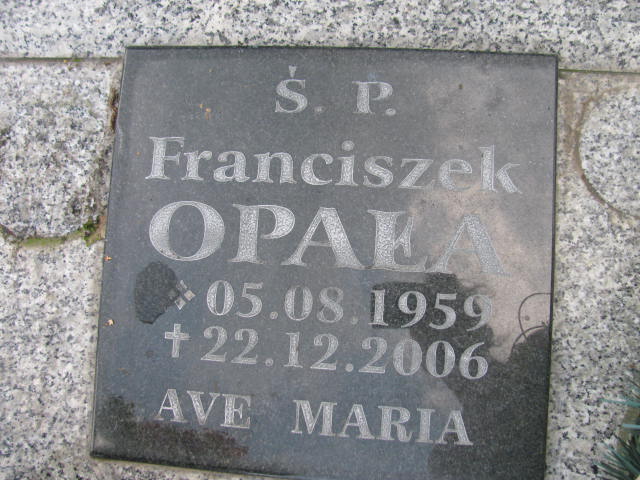 Ś. P.
Franciszek
OPAŁA
* 05.08.1959
✝ 22.12.2006
AVE MARIA